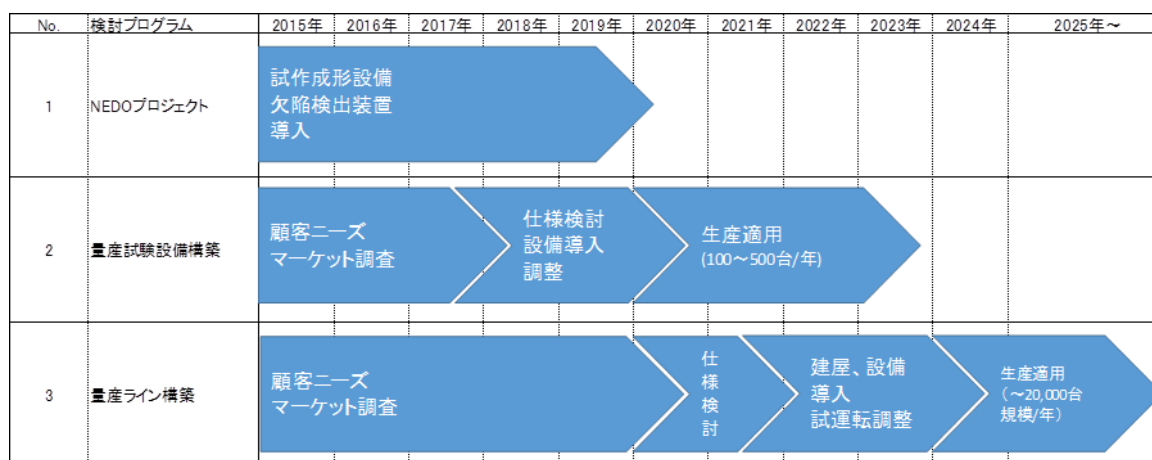 No. 検討プログラム 2015年 2016年 2017年 2018年 2019年 2020年 2021年 2022年 2023年 2024年 2025年～
1 NEDOプロジェクト
試作成形設備
欠陥検出装置
導入
2 量産試験設備構築
顧客ニーズ
マーケット調査
仕様検討
設備導入
調整
生産適用
(100～500台/年)
3 量産ライン構築
顧客ニーズ
マーケット調査
仕
様
検
討
建屋、設備
導入
試運転調整
生産適用
（～20,000台
規模/年）